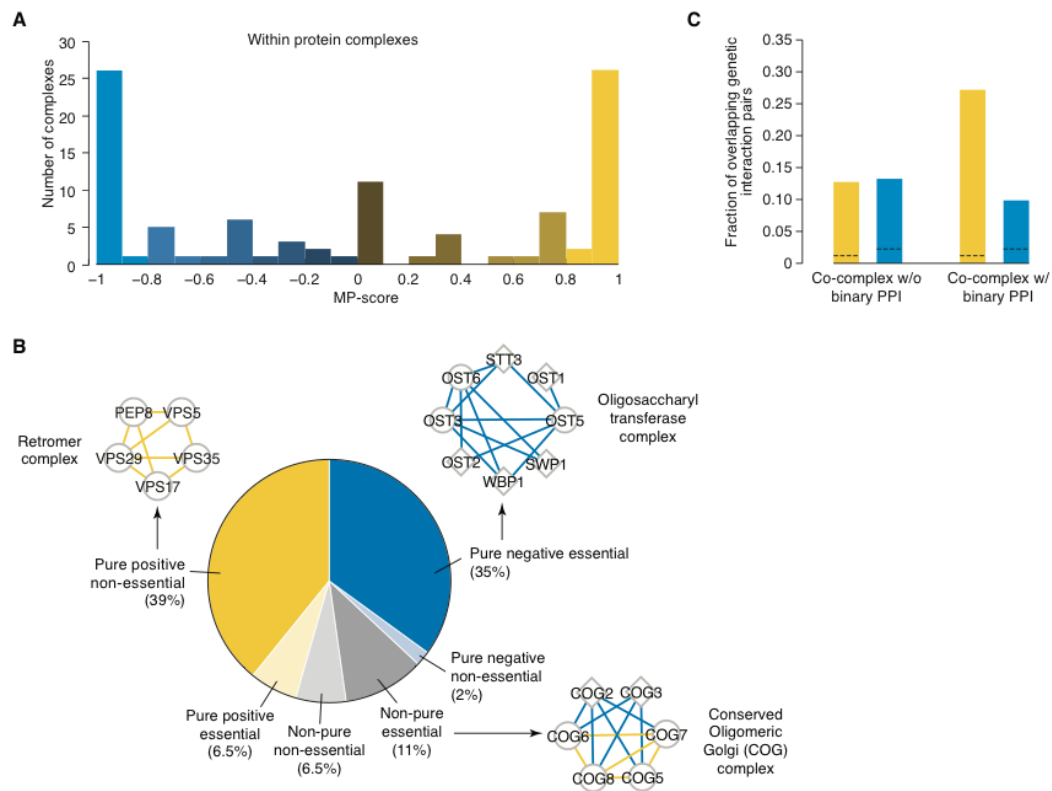 A
Within protein complexes
Number of complexes
30
25
20
15
10
5
0
−1
−0.8
−0.6
−0.4
−0.2
0
0.2
0.4
0.6
0.8
1
MP-score
C
Fraction of overlapping genetic
interaction pairs
0.35
0.30
0.25
0.20
0.15
0.10
0.05
0
Co-complex w/o
binary PPI
Co-complex w/
binary PPI
B
Retromer
complex
PEP8
VPS5
VPS29
VPS35
VPS17
STT3
OST6
OST1
OST3
OST5
OST2
SWP1
WBP1
Oligosaccharyl
transferase
complex
Pure positive
non-essential
(39%)
Pure negative essential
(35%)
Pure negative
non-essential
(2%)
Pure positive
essential
(6.5%)
Non-pure
non-essential
(6.5%)
Non-pure
essential
(11%)
COG2
COG3
COG6
COG7
COG8
COG5
Conserved
Oligomeric
Golgi (COG)
complex